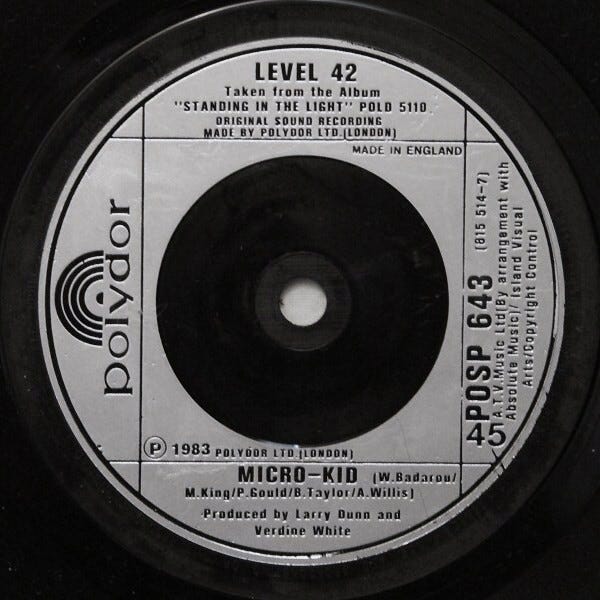 LEVEL 42
Taken from the Album
"STANDING IN THE LIGHT" POLD 5110.
ORIGINAL SOUND RECORDING
MADE BY POLYDOR LTD.(LONDON)
MADE IN ENGLAND
polydor
(815 514-7)
POSP 643
45
A.T.V.Music Ltd(By arrangement with
Absolute Music)/ Island Visual
Arts/Copyright Control
℗ 1983 POLYDOR LTD (LONDON)
MICRO-KID (W.Badarou/
M.King/P.Gould/B.Taylor/A.Willis)
Produced by Larry Dunn and
Verdine White